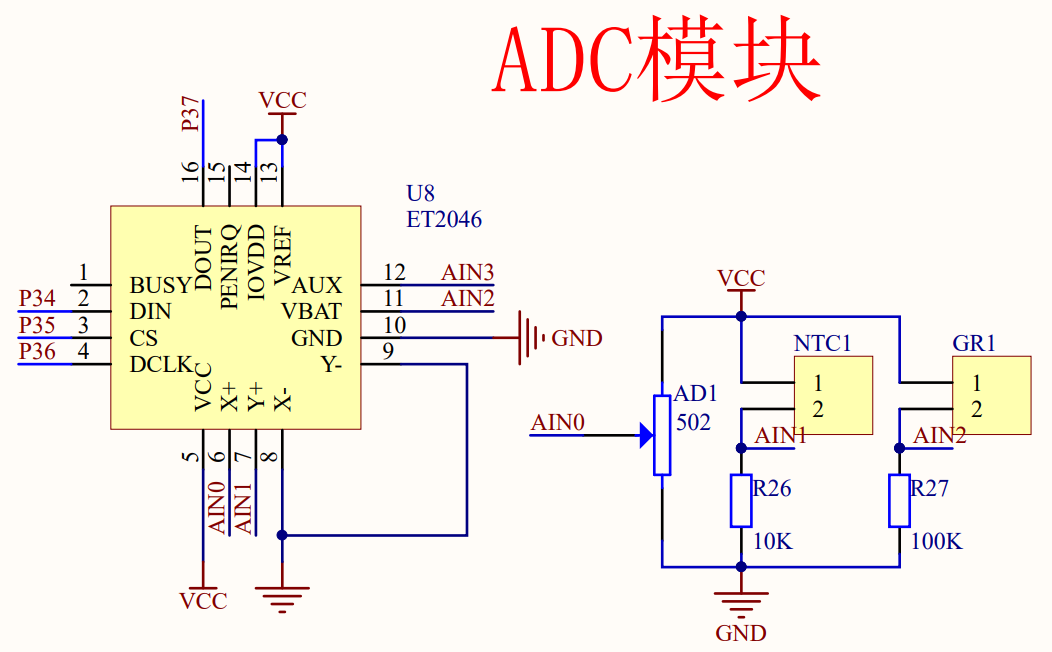 ADC模块
P37
VCC
16
15
14
13
U8
ET2046
DOUT
PENIRQ
IOVDD
VREF
1
BUSY
AUX
12
AIN3
P34
2
DIN
VBAT
11
AIN2
P35
3
CS
GND
10
GND
P36
4
DCLK
Y-
9
VCC
X+
Y+
X-
5
6
7
8
AIN0
AIN1
VCC
VCC
NTC1
1
2
GR1
1
2
AD1
502
AIN0
AIN1
AIN2
R26
10K
R27
100K
GND